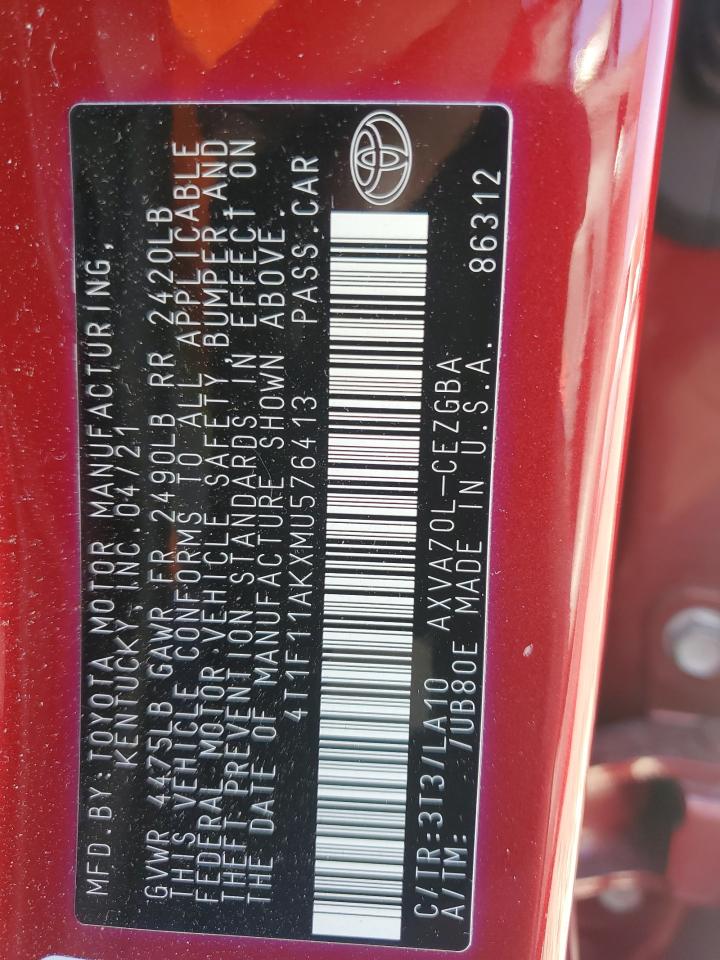 MFD.BY:TOYOTA MOTOR MANUFACTURING,
KENTUCKY, INC.04/21
GVWR 4475LB GAWR FR 2490LB RR 2420LB
THIS VEHICLE CONFORMS TO ALL APPLICABLE
FEDERAL MOTOR VEHICLE SAFETY,BUMPER,AND
THEFT PREVENTION STANDARDS IN EFFECT ON
THE DATE OF MANUFACTURE SHOWN ABOVE.
4T1F11AKXMU576413 PASS.CAR
C/TR:3T3/LA10 AXVA70L-CEZGBA
A/TM: /UB80E MADE IN U.S.A. 86312